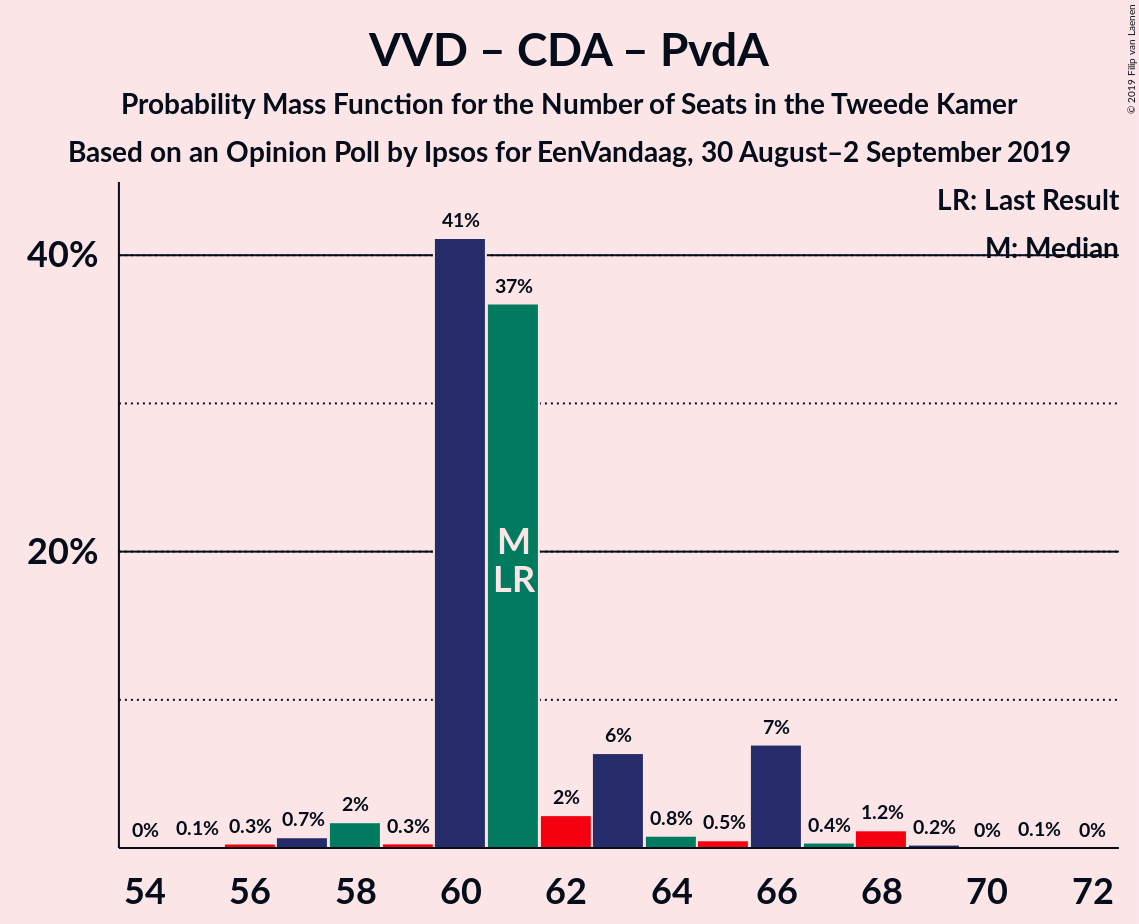 VVD – CDA – PvdA
Probability Mass Function for the Number of Seats in the Tweede Kamer
Based on an Opinion Poll by Ipsos for EenVandaag, 30 August–2 September 2019
© 2019 Filip van Laenen
LR: Last Result
M: Median
40%
20%
0%
0.1%
0.3%
0.7%
2%
0.3%
41%
37%
M
LR
2%
6%
0.8%
0.5%
7%
0.4%
1.2%
0.2%
0%
0.1%
0%
54 56 58 60 62 64 66 68 70 72